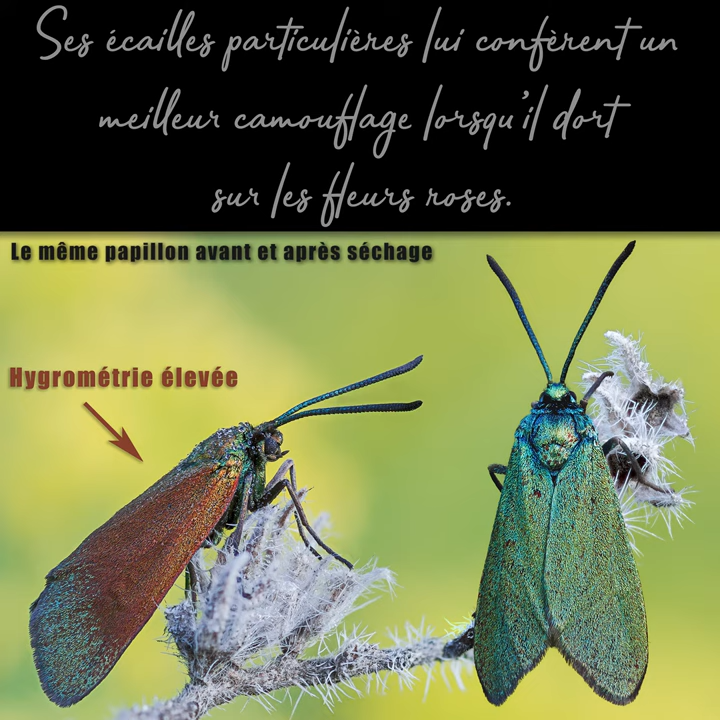 Ses écailles particulières lui confèrent un
meilleur camouflage lorsqu'il dort
sur les fleurs roses.
Le même papillon avant et après séchage
Hygrométrie élevée